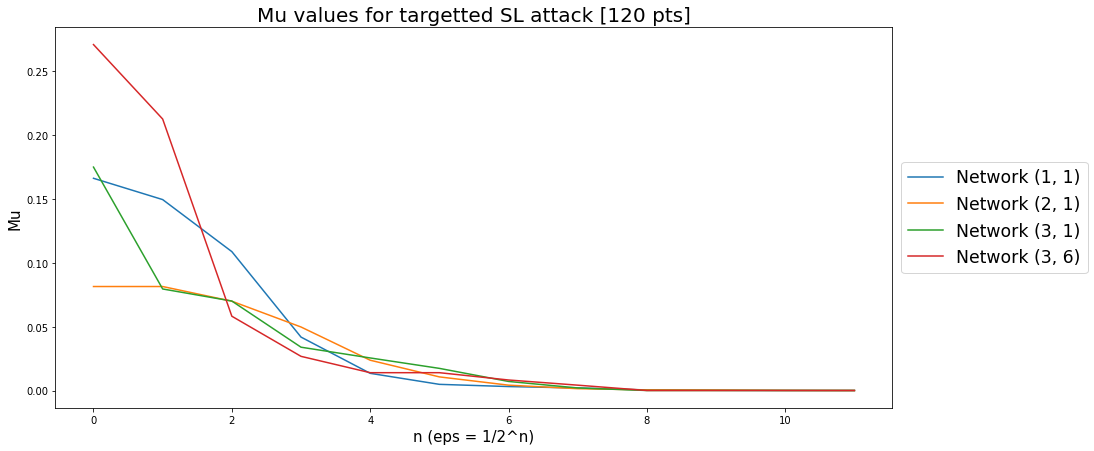 Mu values for targetted SL attack [120 pts]
Mu
0.25
0.20
0.15
0.10
0.05
0.00
0 2 4 6 8 10
n (eps = 1/2^n)
Network (1, 1)
Network (2, 1)
Network (3, 1)
Network (3, 6)